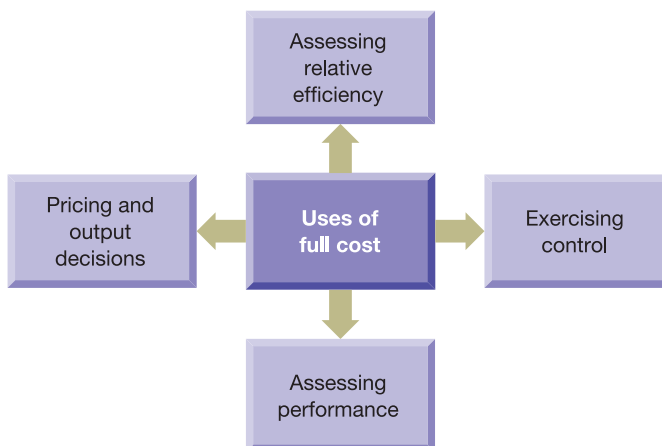 Assessing
relative
efficiency
Pricing and
output
decisions
Uses of
full cost
Exercising
control
Assessing
performance